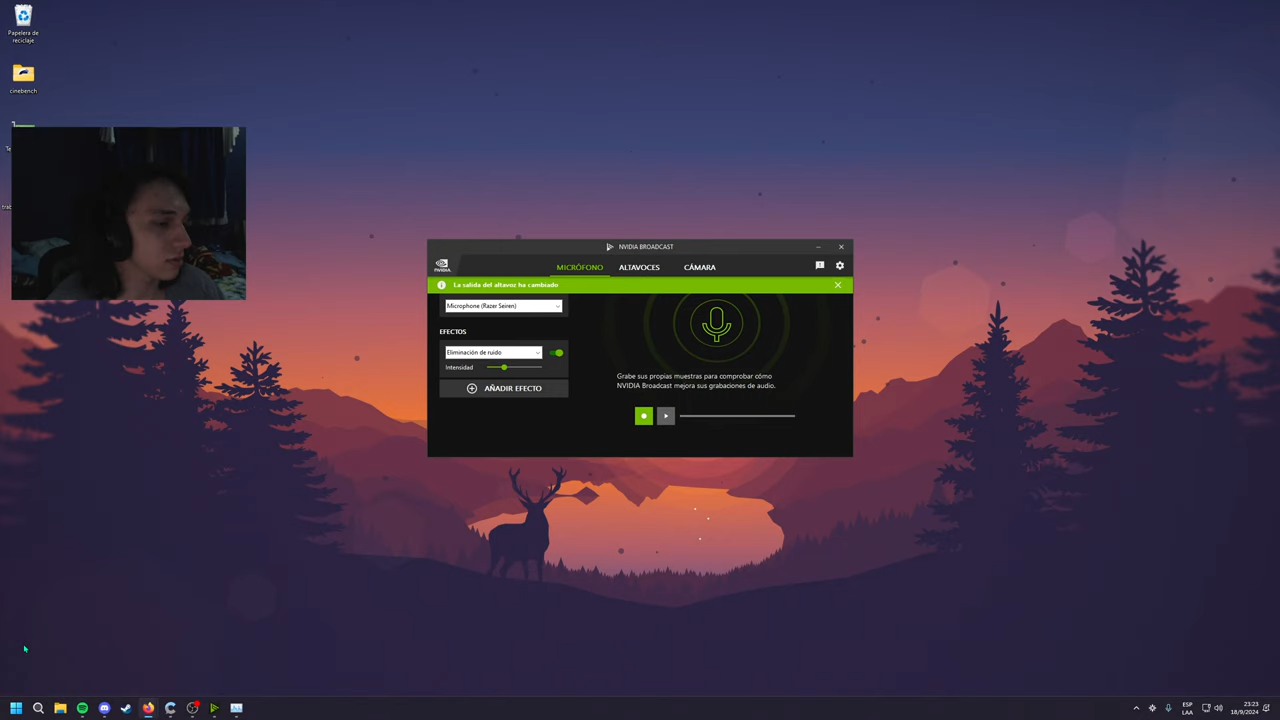 Papelera de
reciclaje
cinebench
NVIDIA BROADCAST
NVIDIA.
MICRÓFONO
ALTAVOCES
CÁMARA
La salida del altavoz ha cambiado
Microphone (Razer Seiren)
EFECTOS
Eliminación de ruido
Intensidad
AÑADIR EFECTO
Grabe sus propias muestras para comprobar cómo
NVIDIA Broadcast mejora sus grabaciones de audio.
ESP
LAA
23:23
18/9/2024